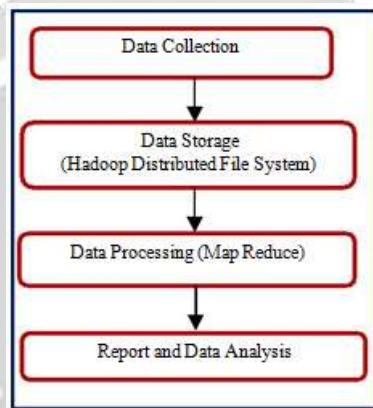 Data Collection
Data Storage
(Hadoop Distributed File System)
Data Processing (Map Reduce)
Report and Data Analysis